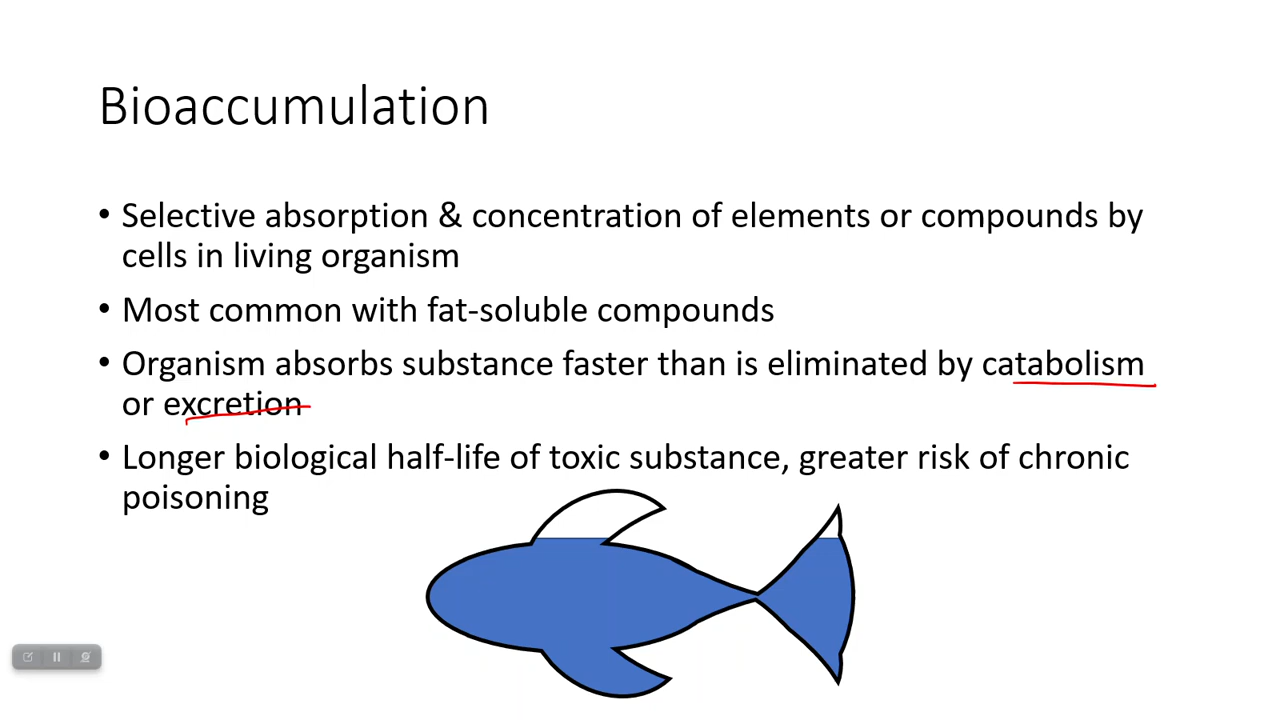 Bioaccumulation
• Selective absorption & concentration of elements or compounds by
cells in living organism
• Most common with fat-soluble compounds
• Organism absorbs substance faster than is eliminated by catabolism
or excretion
• Longer biological half-life of toxic substance, greater risk of chronic
poisoning